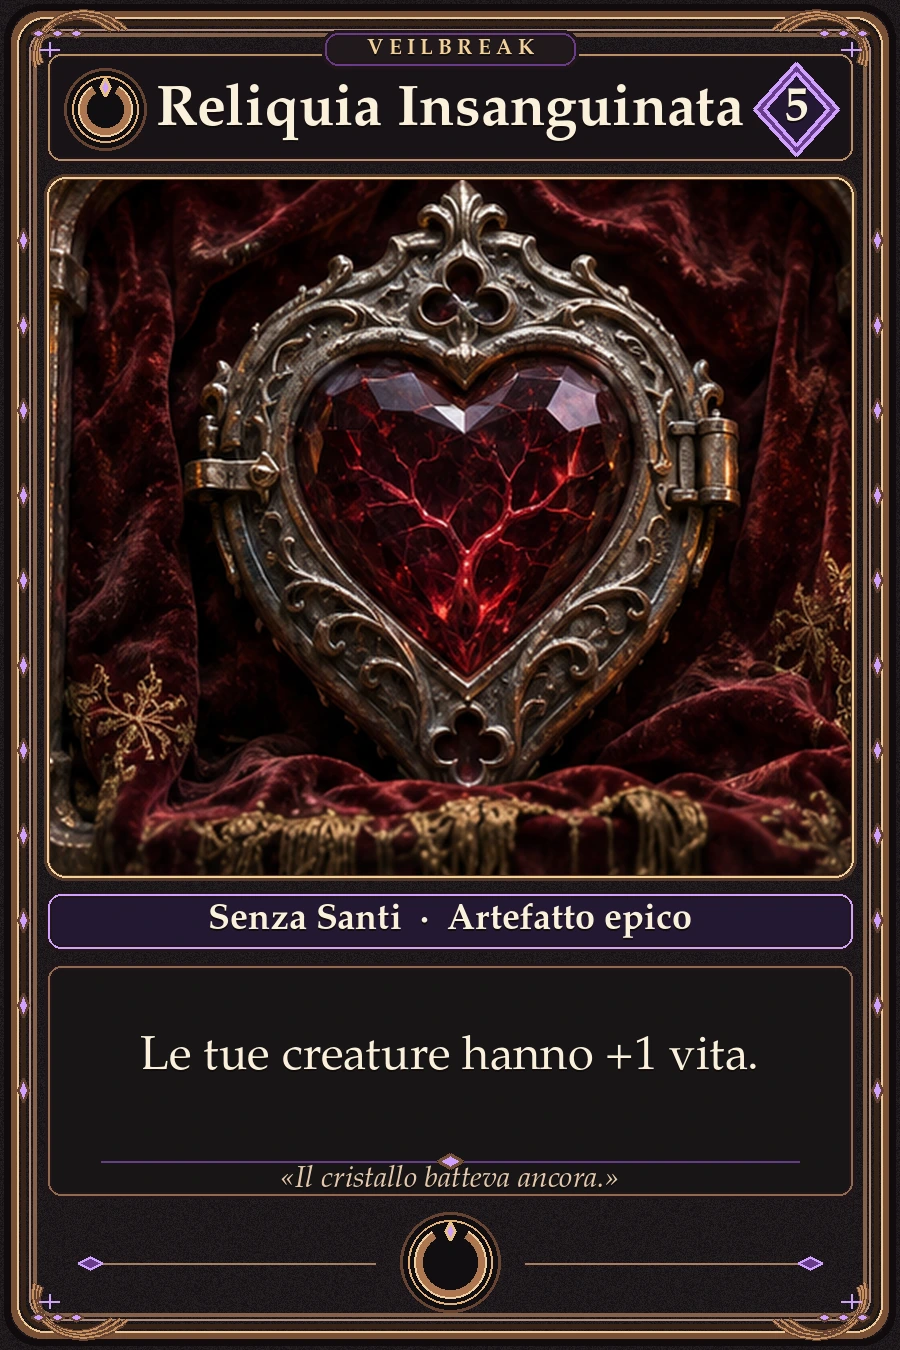 VEILBREAK
Reliquia Insanguinata 5
Senza Santi · Artefatto epico
Le tue creature hanno +1 vita.
«Il cristallo batteva ancora.»